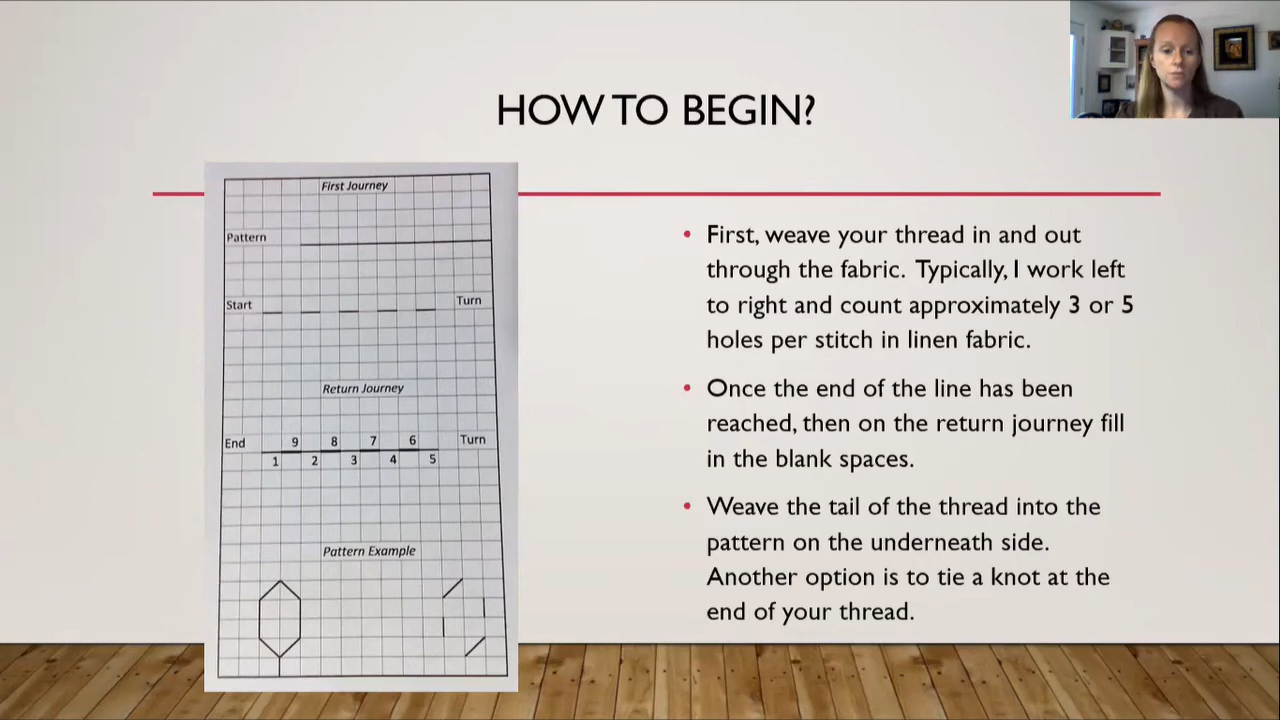 HOW TO BEGIN?
First Journey
Pattern
Start Turn
Return Journey
End 9 8 7 6 Turn
1 2 3 4 5
Pattern Example
• First, weave your thread in and out
through the fabric. Typically, I work left
to right and count approximately 3 or 5
holes per stitch in linen fabric.
• Once the end of the line has been
reached, then on the return journey fill
in the blank spaces.
• Weave the tail of the thread into the
pattern on the underneath side.
Another option is to tie a knot at the
end of your thread.